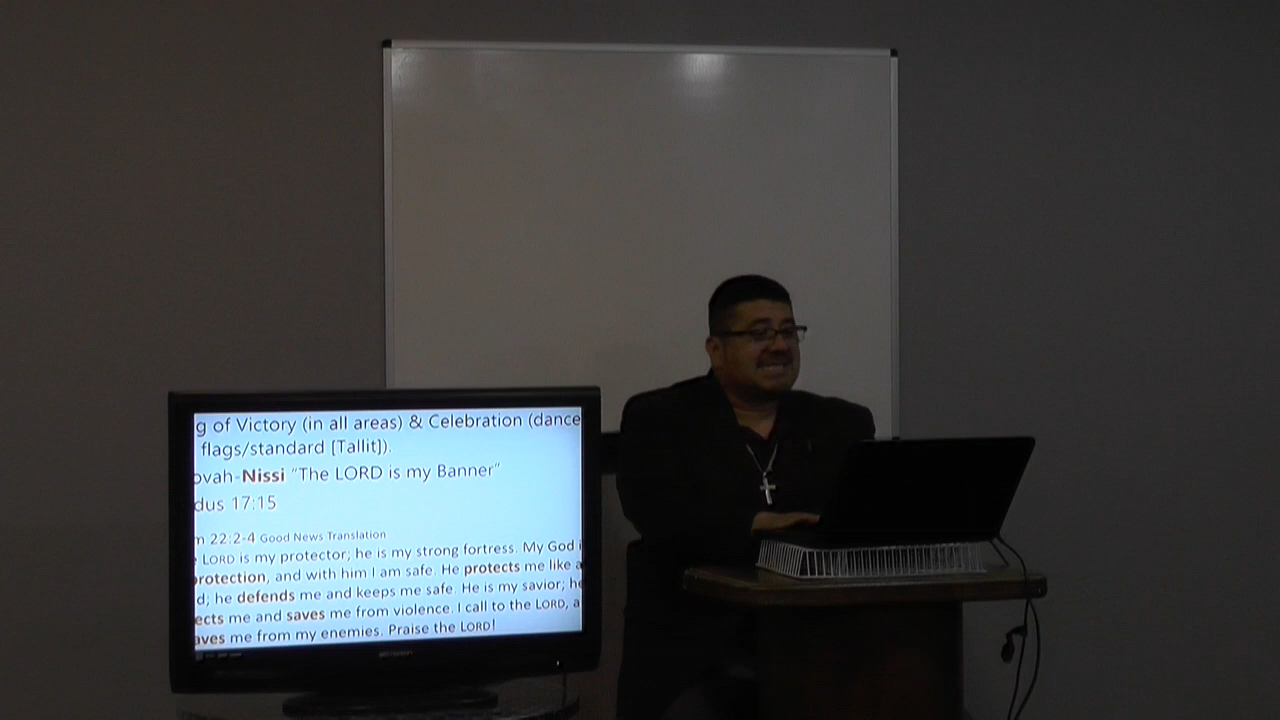 g of Victory (in all areas) & Celebration (dance
flags/standard [Tallit]).
ovah-Nissi "The LORD is my Banner"
dus 17:15
m 22:2-4 Good News Translation
LORD is my protector; he is my strong fortress. My God i
rotection, and with him I am safe. He protects me like a
d; he defends me and keeps me safe. He is my savior; he
ects me and saves me from violence. I call to the LORD, a
aves me from my enemies. Praise the LORD!